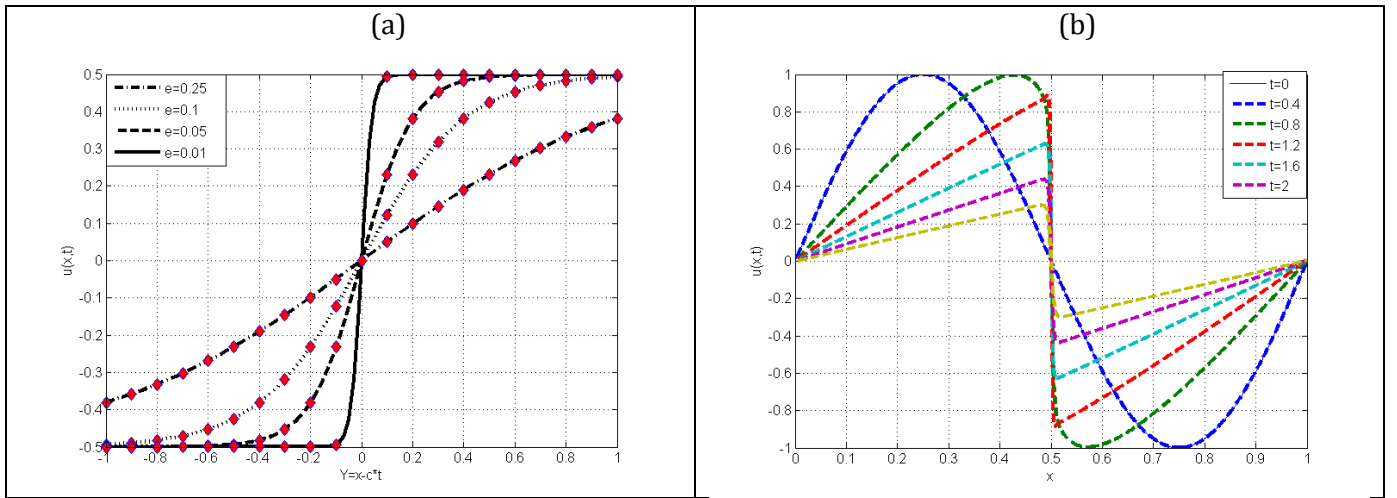 (a)
e=0.25
e=0.1
e=0.05
e=0.01
0.5
0.4
0.3
0.2
0.1
0
-0.1
-0.2
-0.3
-0.4
-0.5
u(x,t)
-1 -0.8 -0.6 -0.4 -0.2 0 0.2 0.4 0.6 0.8 1
Y=x-c*t
(b)
t=0
t=0.4
t=0.8
t=1.2
t=1.6
t=2
1
0.8
0.6
0.4
0.2
0
-0.2
-0.4
-0.6
-0.8
-1
u(x,t)
0 0.1 0.2 0.3 0.4 0.5 0.6 0.7 0.8 0.9 1
x